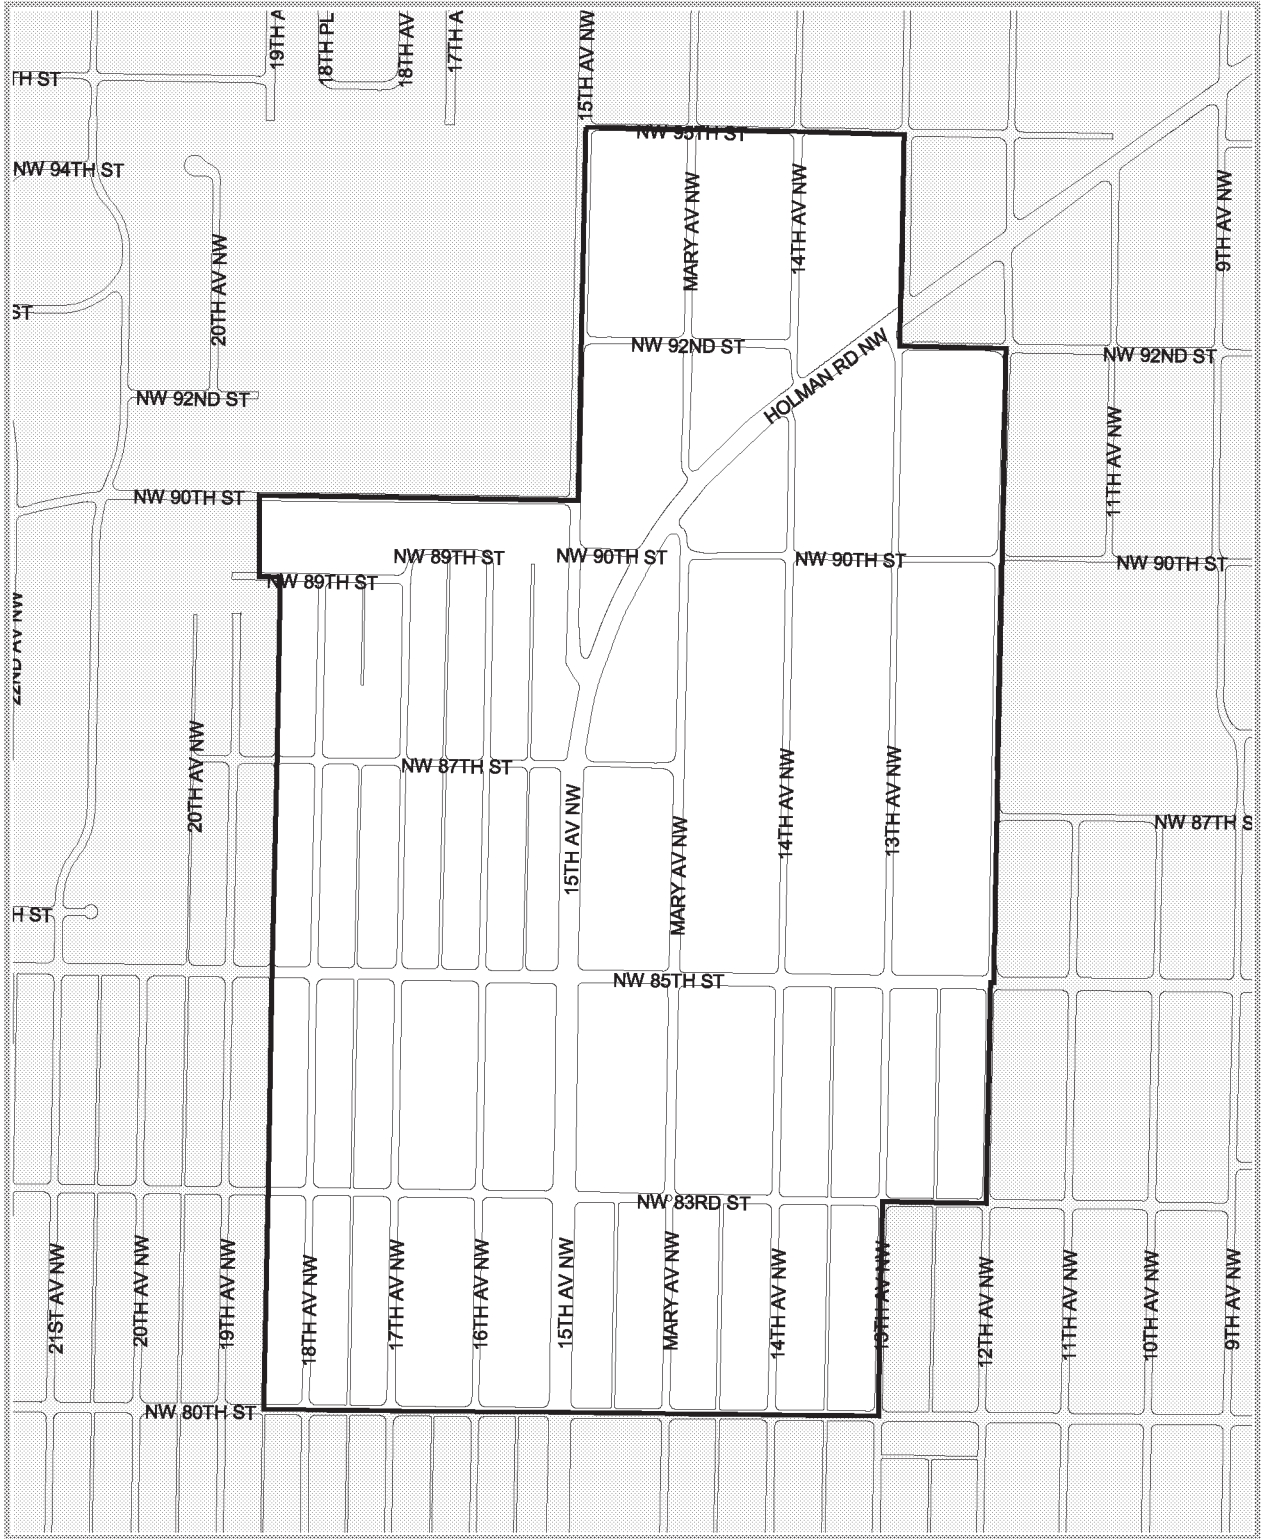 19TH A
18TH PL
18TH AV
17TH A
15TH AV NW
TH ST
NW 95TH ST
NW 94TH ST
MARY AV NW
14TH AV NW
9TH AV NW
20TH AV NW
ST
NW 92ND ST
HOLMAN RD NW
NW 92ND ST
NW 92ND ST
11TH AV NW
NW 90TH ST
NW 89TH ST
NW 90TH ST
NW 90TH ST
NW 90TH ST
NW 89TH ST
22ND AV NW
20TH AV NW
NW 87TH ST
14TH AV NW
13TH AV NW
15TH AV NW
MARY AV NW
NW 87TH S
H ST
NW 85TH ST
NW 83RD ST
21ST AV NW
20TH AV NW
19TH AV NW
18TH AV NW
17TH AV NW
16TH AV NW
15TH AV NW
MARY AV NW
14TH AV NW
13TH AV NW
12TH AV NW
11TH AV NW
10TH AV NW
9TH AV NW
NW 80TH ST